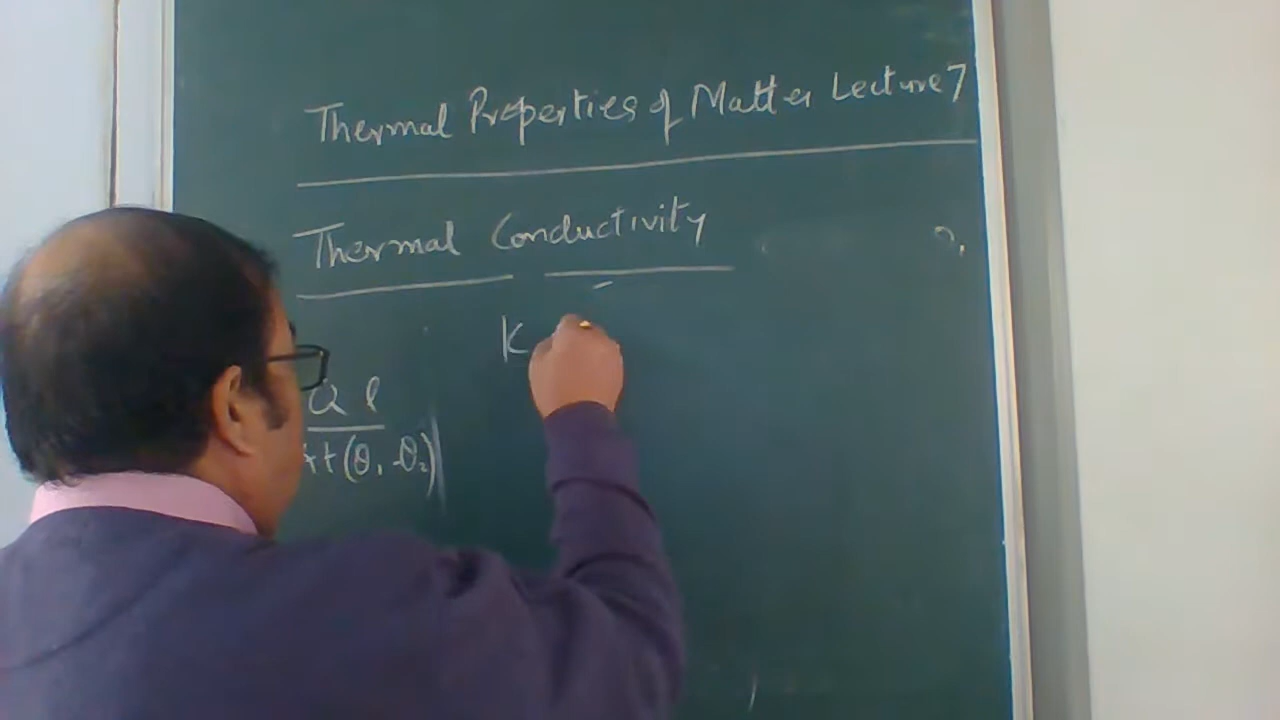 Thermal Properties of Matter Lecture 7
Thermal Conductivity
K
Q l
t (θ₁ - θ₂)